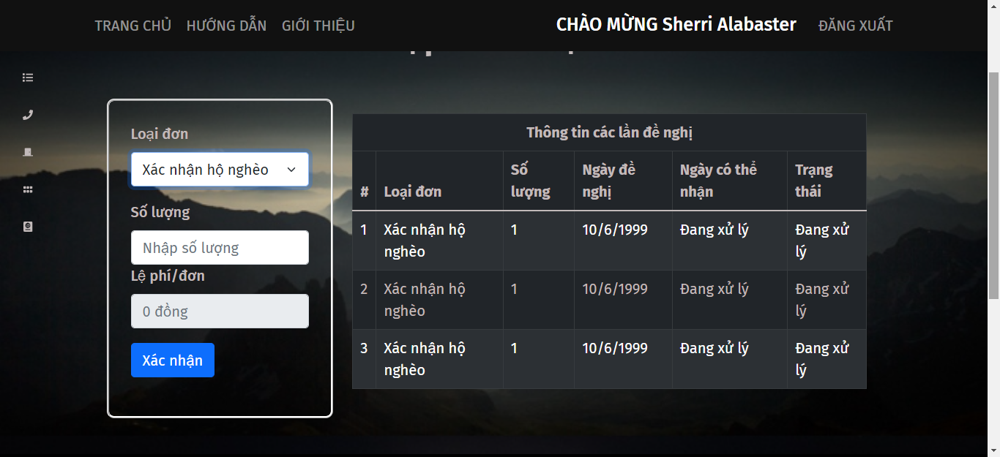 TRANG CHỦ HƯỚNG DẪN GIỚI THIỆU CHÀO MỪNG Sherri Alabaster ĐĂNG XUẤT
Loại đơn
Xác nhận hộ nghèo
Số lượng
Nhập số lượng
Lệ phí/đơn
0 đồng
Xác nhận
Thông tin các lần đề nghị
# Loại đơn Số lượng Ngày đề nghị Ngày có thể nhận Trạng thái
1 Xác nhận hộ nghèo 1 10/6/1999 Đang xử lý Đang xử lý
2 Xác nhận hộ nghèo 1 10/6/1999 Đang xử lý Đang xử lý
3 Xác nhận hộ nghèo 1 10/6/1999 Đang xử lý Đang xử lý